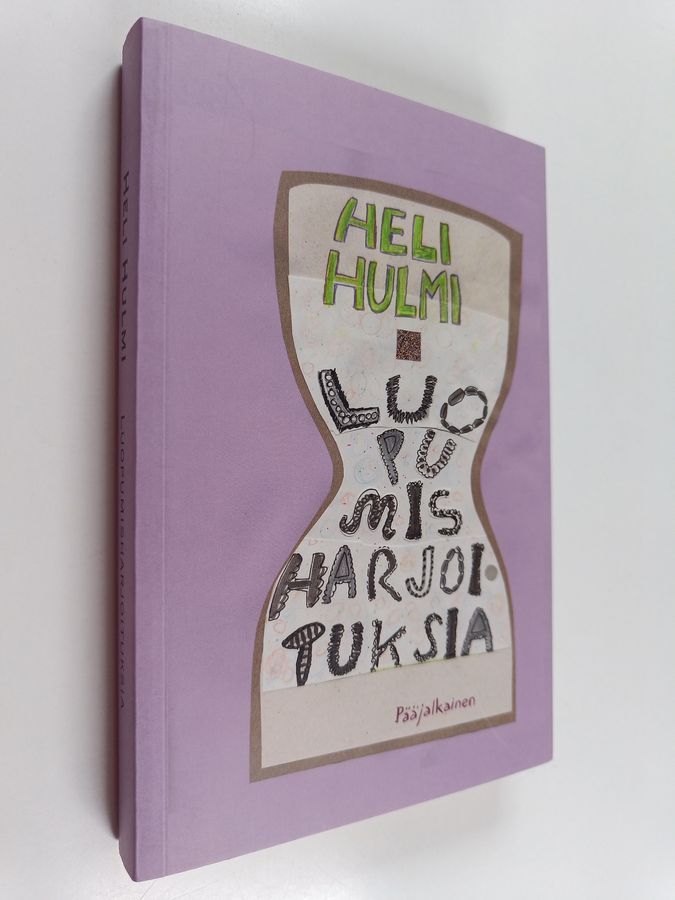 HELI HULMI LUOPUMISHARJOITUKSIA
HELI
HULMI
LUO
PU
MIS
HARJOI-
TUKSIA
Pääjalkainen